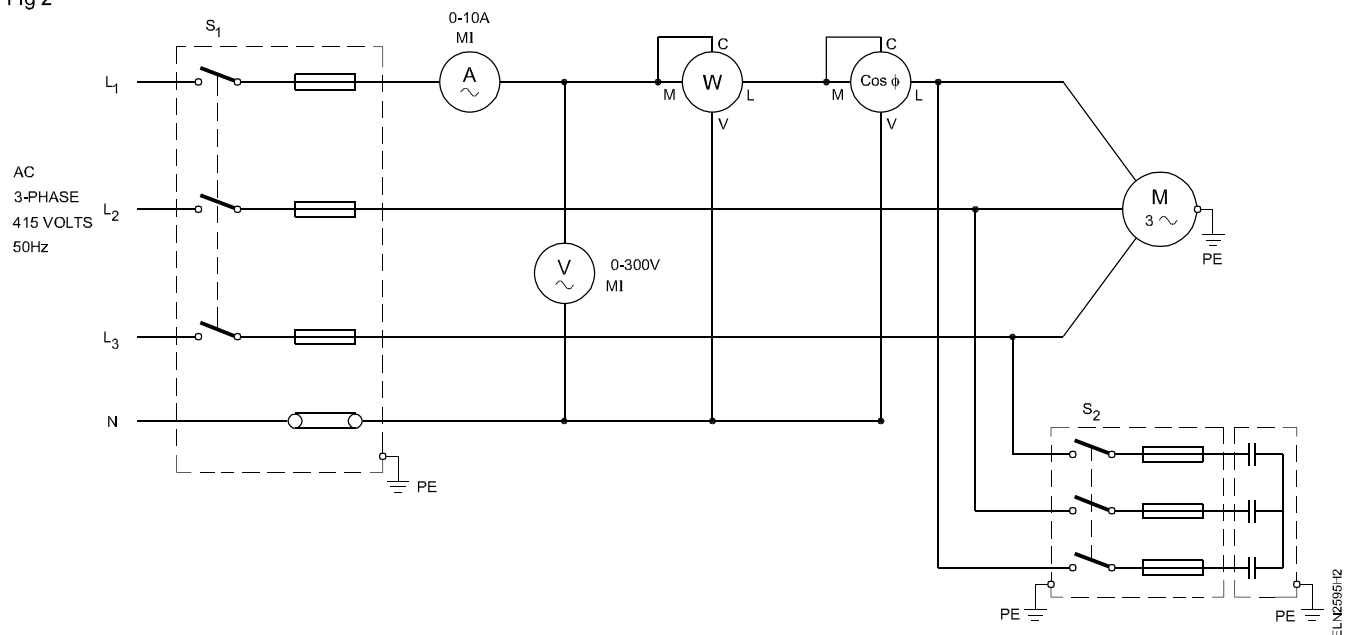 Fig 2
S1
0-10A
MI
A
L1
M
C
W
L
V
M
C
Cos ϕ
L
V
AC
3-PHASE
415 VOLTS
50Hz
L2
M
3 ~
PE
V
0-300V
MI
L3
N
PE
S2
PE
PE
ELN2595H2